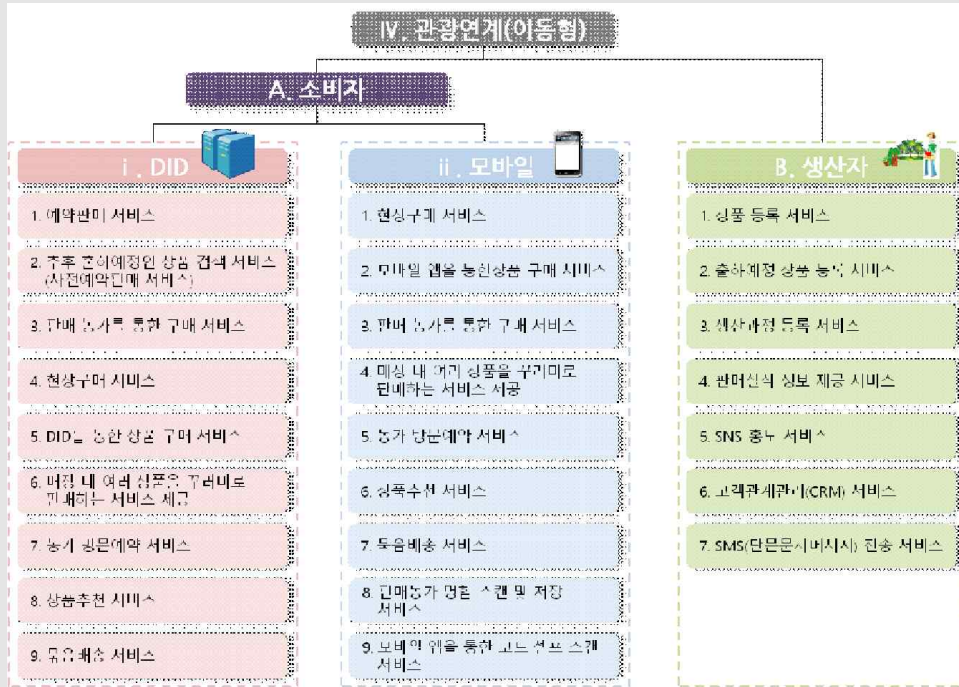 Ⅳ. 관광연계(이동형)
A. 소비자
ⅰ. DID
1. 예약판매 서비스
2. 추후 출하예정인 상품 검색 서비스
(사전예약판매 서비스)
3. 판매 농가를 통한 구매 서비스
4. 현장구매 서비스
5. DID를 통한 상품 구매 서비스
6. 매장 내 여러 상품을 꾸러미로
판매하는 서비스 제공
7. 농가 방문예약 서비스
8. 상품추천 서비스
9. 묶음배송 서비스
ⅱ. 모바일
1. 현장구매 서비스
2. 모바일 웹을 통한상품 구매 서비스
3. 판매 농가를 통한 구매 서비스
4. 매장 내 여러 상품을 꾸러미로
판매하는 서비스 제공
5. 농가 방문예약 서비스
6. 상품추천 서비스
7. 묶음배송 서비스
8. 판매농가 명함 스캔 및 저장
서비스
9. 모바일 웹을 통한 코드 선포 스캔
서비스
B. 생산자
1. 상품 등록 서비스
2. 출하예정 상품 등록 서비스
3. 생산과정 등록 서비스
4. 판매실적 정보 제공 서비스
5. SNS 홍보 서비스
6. 고객관계관리(CRM) 서비스
7. SMS(단문문자메시지) 전송 서비스